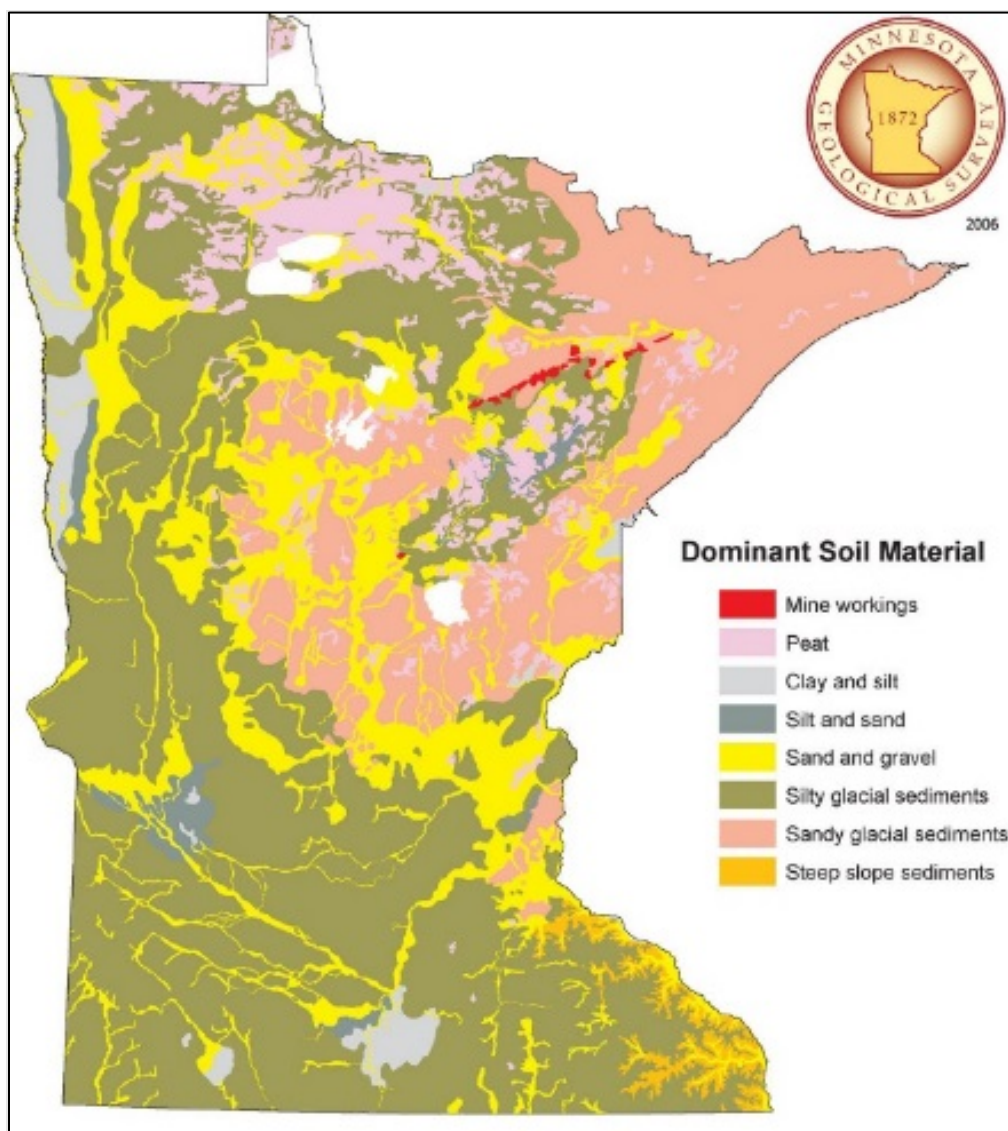 MINNESOTA
GEOLOGICAL SURVEY
1872
2006
Dominant Soil Material
Mine workings
Peat
Clay and silt
Silt and sand
Sand and gravel
Silty glacial sediments
Sandy glacial sediments
Steep slope sediments